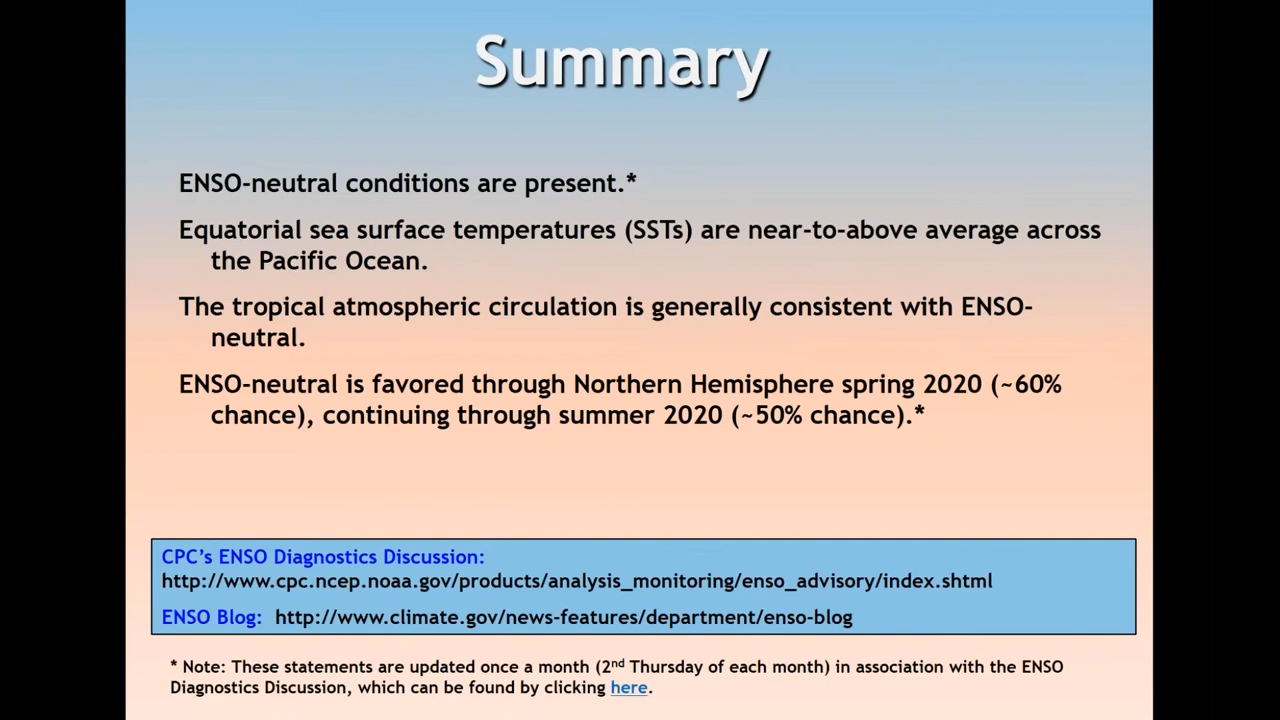 Summary
ENSO-neutral conditions are present.*
Equatorial sea surface temperatures (SSTs) are near-to-above average across
the Pacific Ocean.
The tropical atmospheric circulation is generally consistent with ENSO-
neutral.
ENSO-neutral is favored through Northern Hemisphere spring 2020 (~60%
chance), continuing through summer 2020 (~50% chance).*
CPC’s ENSO Diagnostics Discussion:
http://www.cpc.ncep.noaa.gov/products/analysis_monitoring/enso_advisory/index.shtml
ENSO Blog: http://www.climate.gov/news-features/department/enso-blog
* Note: These statements are updated once a month (2nd Thursday of each month) in association with the ENSO
Diagnostics Discussion, which can be found by clicking here.